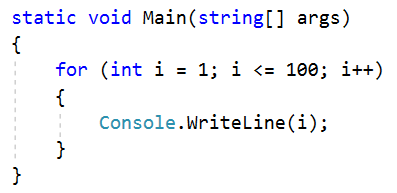 static void Main(string[] args)
{
    for (int i = 1; i <= 100; i++)
    {
        Console.WriteLine(i);
    }
}